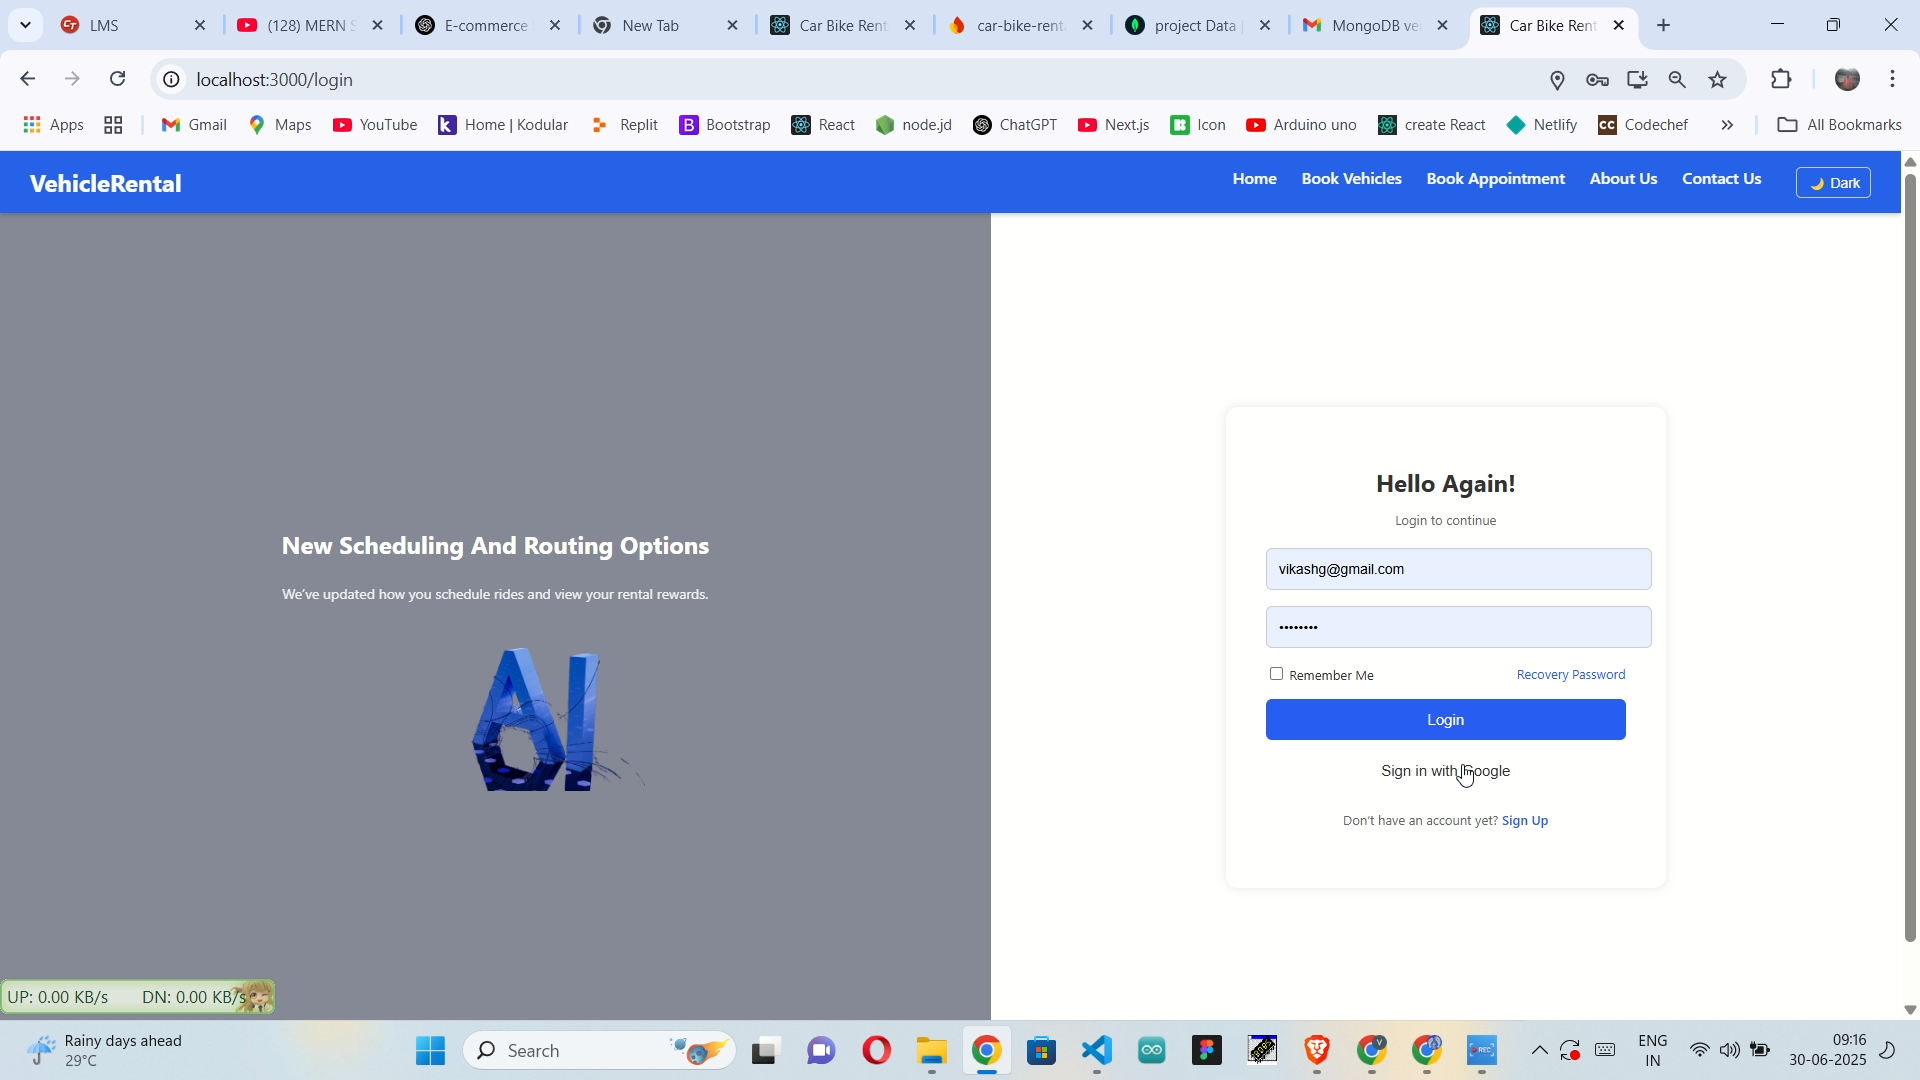 LMS
(128) MERN S
E-commerce
New Tab
Car Bike Rent
car-bike-renta
project Data |
MongoDB ve
Car Bike Rent
localhost:3000/login
Apps
Gmail
Maps
YouTube
Home | Kodular
Replit
Bootstrap
React
node.jd
ChatGPT
Next.js
Icon
Arduino uno
create React
Netlify
Codechef
All Bookmarks
VehicleRental
Home
Book Vehicles
Book Appointment
About Us
Contact Us
Dark
New Scheduling And Routing Options
We've updated how you schedule rides and view your rental rewards.
AI
Hello Again!
Login to continue
vikashg@gmail.com
••••••••
Remember Me
Recovery Password
Login
Sign in with Google
Don't have an account yet? Sign Up
UP: 0.00 KB/s
DN: 0.00 KB/s
Rainy days ahead
29°C
Search
REC
ENG
IN
09:16
30-06-2025